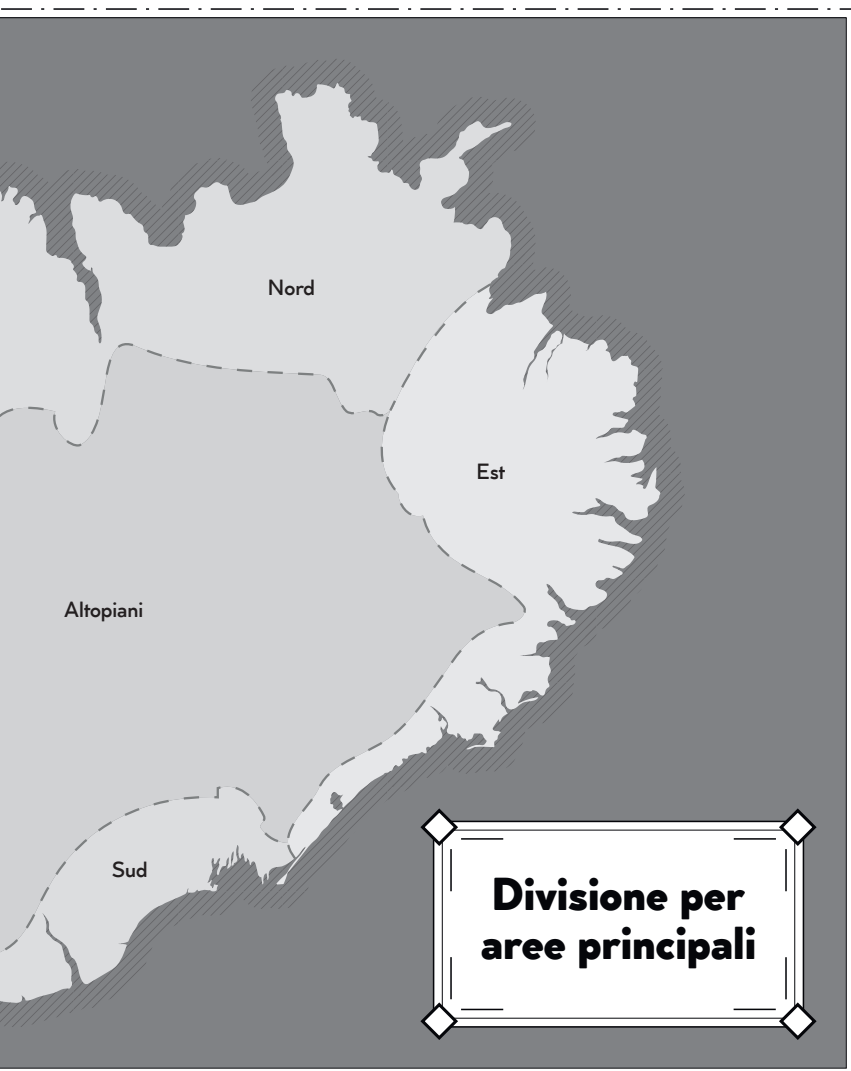 Nord
Est
Altopiani
Sud
Divisione per
aree principali